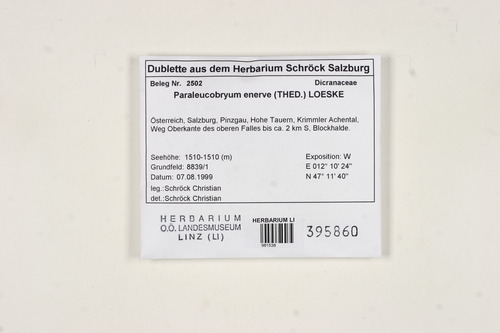 Dublette aus dem Herbarium Schröck Salzburg
Beleg Nr. 2502 Dicranaceae
Paraleucobryum enerve (THED.) LOESKE
Österreich, Salzburg, Pinzgau, Hohe Tauern, Krimmler Achental,
Weg Oberkante des oberen Falles bis ca. 2 km S, Blockhalde.
Seehöhe: 1510-1510 (m) Exposition: W
Grundfeld: 8839/1 E 012° 10' 24"
Datum: 07.08.1999 N 47° 11' 40"
leg.:Schröck Christian
det.:Schröck Christian
HERBARIUM
O.Ö. LANDESMUSEUM
LINZ (LI)
HERBARIUM LI
981538
395860